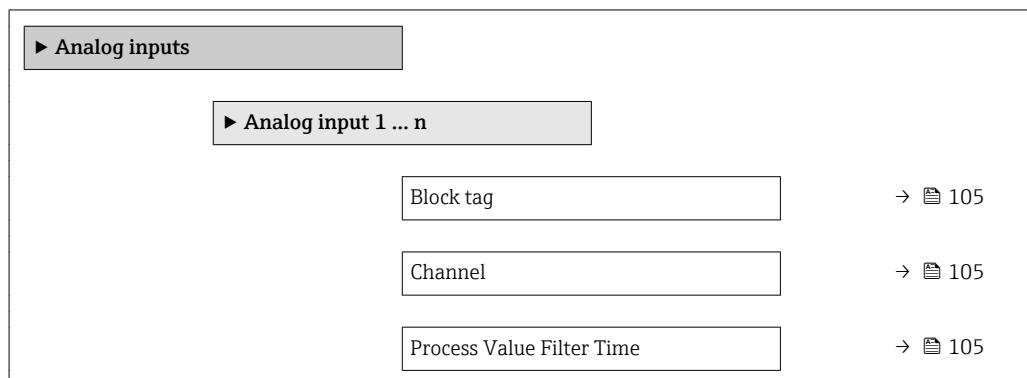 ▶ Analog inputs
▶ Analog input 1 ... n
Block tag → 105
Channel → 105
Process Value Filter Time → 105